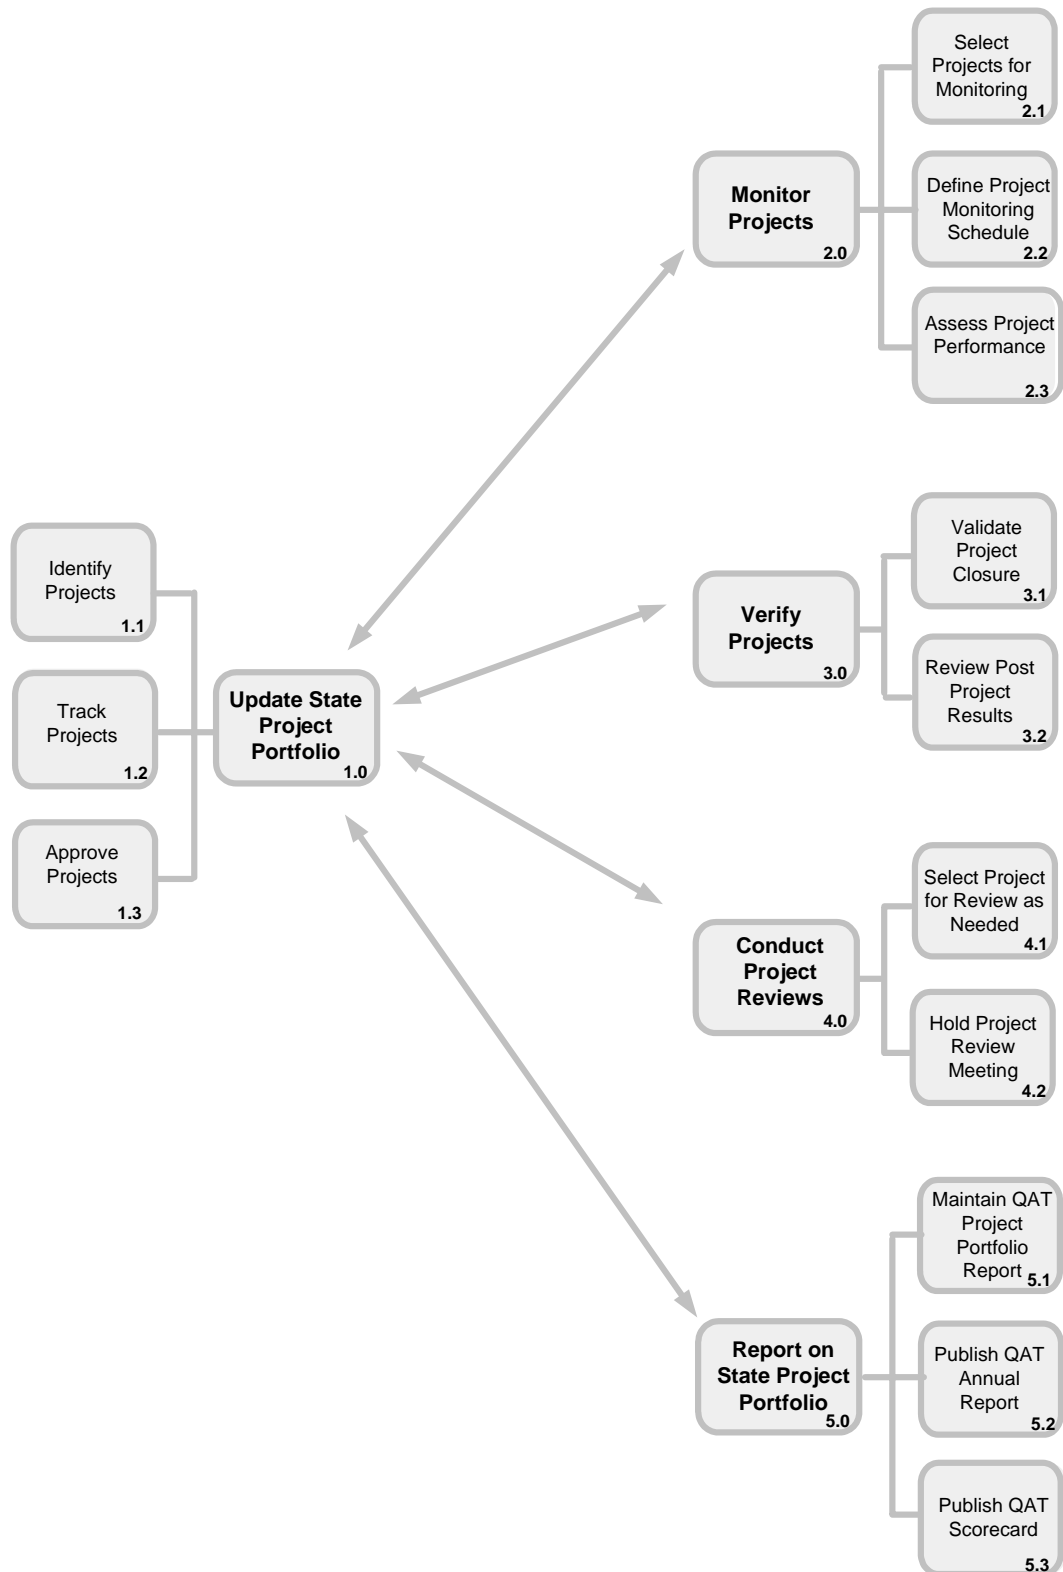 Select
Projects for
Monitoring
2.1
Monitor
Projects
2.0
Define Project
Monitoring
Schedule
2.2
Assess Project
Performance
2.3
Identify
Projects
1.1
Track
Projects
1.2
Approve
Projects
1.3
Update State
Project
Portfolio
1.0
Verify
Projects
3.0
Validate
Project
Closure
3.1
Review Post
Project
Results
3.2
Conduct
Project
Reviews
4.0
Select Project
for Review as
Needed
4.1
Hold Project
Review
Meeting
4.2
Report on
State Project
Portfolio
5.0
Maintain QAT
Project
Portfolio
Report
5.1
Publish QAT
Annual
Report
5.2
Publish QAT
Scorecard
5.3